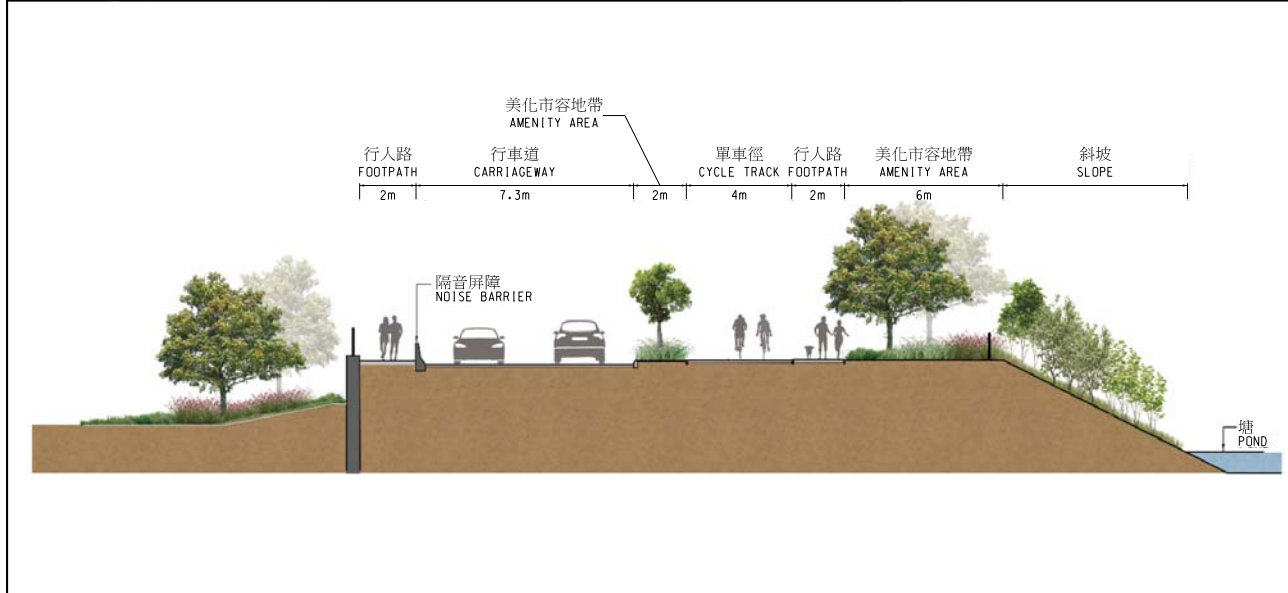 美化市容地帶
AMENITY AREA
行人路
FOOTPATH
行車道
CARRIAGEWAY
單車徑
CYCLE TRACK
行人路
FOOTPATH
美化市容地帶
AMENITY AREA
斜坡
SLOPE
2m
7.3m
2m
4m
2m
6m
隔音屏障
NOISE BARRIER
塘
POND